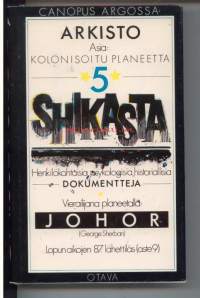 CANOPUS ARGOSSA
ARKISTO
Asia:
KOLONISOITU PLANEETTA
5
SHIKASTA
Henkilökohtaisia, psykologisia, historiallisia
DOKUMENTTEJA
Vierailijana planeetalla
JOHOR
(George Sherban)
Lopun aikojen 87. lähettiläs (aste 9)
OTAVA